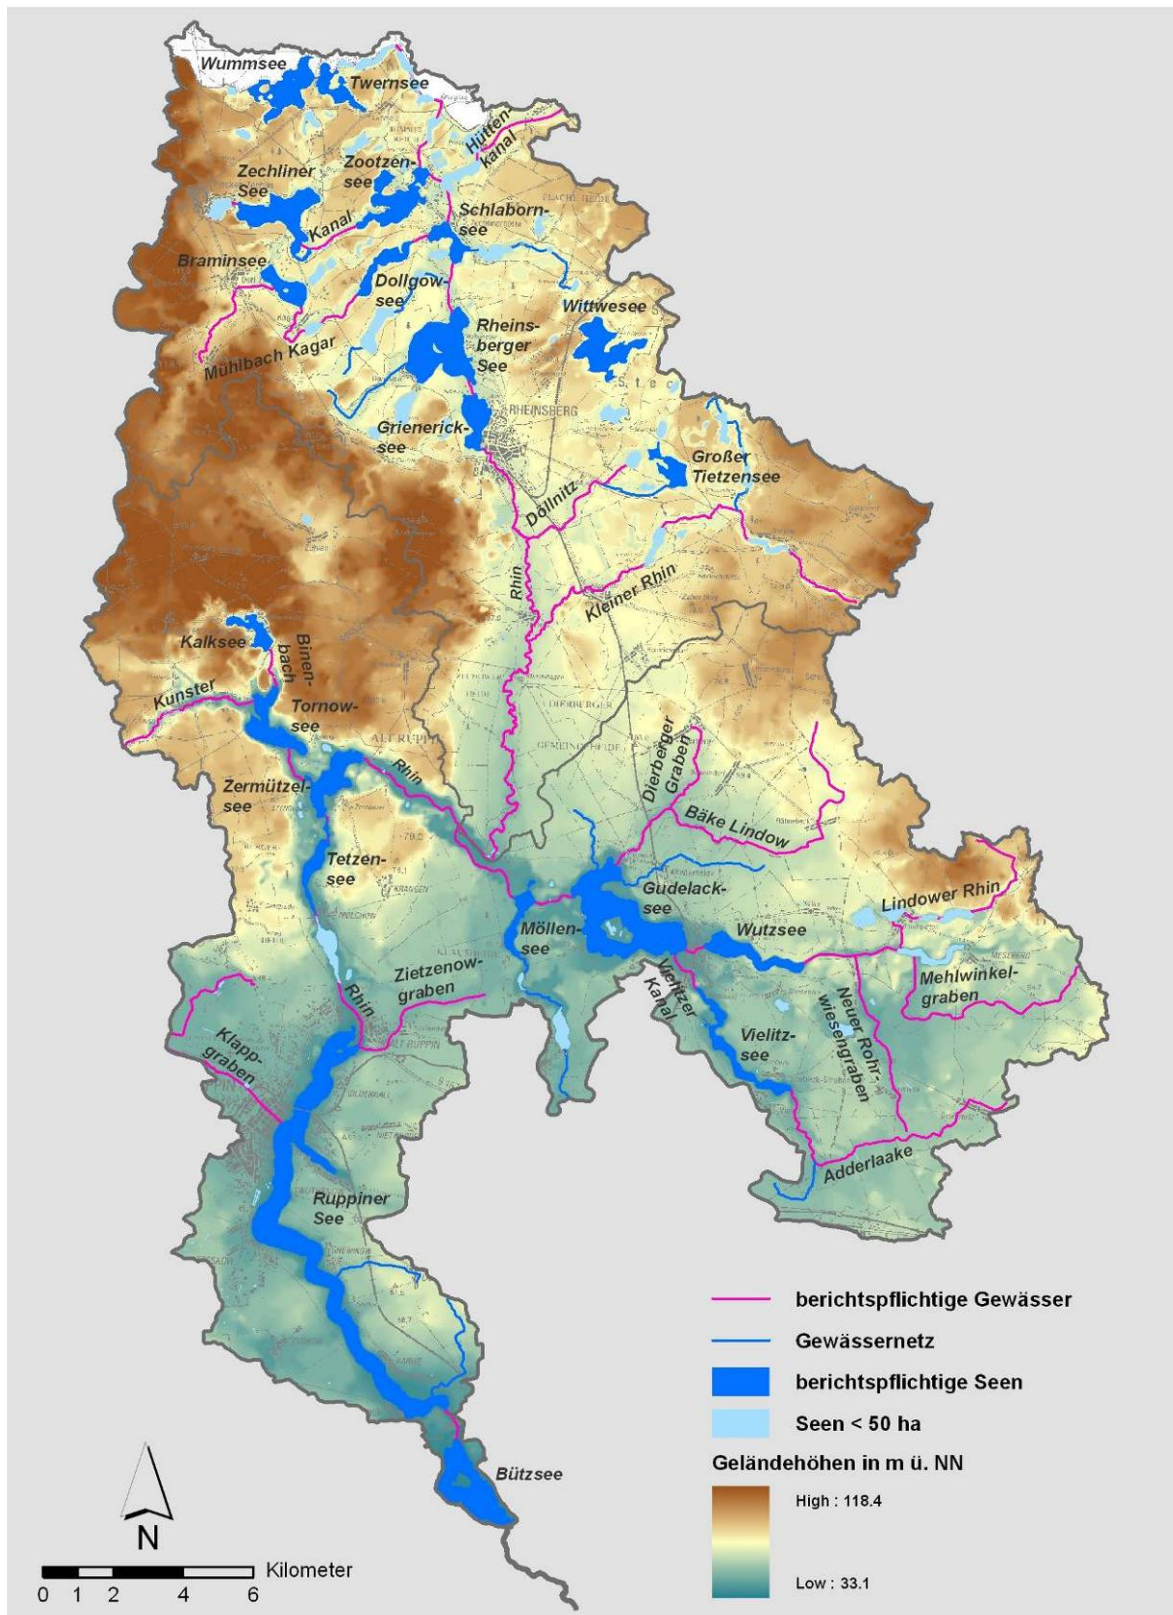 Wummsee
Twernsee
Hütten-
kanal
Zechliner
See
Zootzen-
see
Kanal
Schlaborn-
see
Braminsee
Dollgow-
see
Wittwesee
Mühlbach Kagar
Rheins-
berger
See
Grienerick-
see
RHEINSBERG
Großer
Tietzensee
Döllnitz
Rhin
Kleiner Rhin
Kalksee
Binen-
bach
Kunster
Tornow-
see
ALT RUPPIN
Rhin
Zermützel-
see
Dierberger
Graben
Bäke Lindow
Tetzen-
see
Gudelack-
see
Lindower Rhin
Möllen-
see
Wutzsee
Zietzenow-
graben
Rhin
Vielitzer
Kanal
Mehlwinkel-
graben
Neuer Rohr-
wiesengraben
Klapp-
graben
ALT RUPPIN
Vielitz-
see
Adderlaake
Ruppiner
See
Bützsee
berichtspflichtige Gewässer
Gewässernetz
berichtspflichtige Seen
Seen < 50 ha
Geländehöhen in m ü. NN
High : 118.4
Low : 33.1
N
Kilometer
0 1 2 4 6